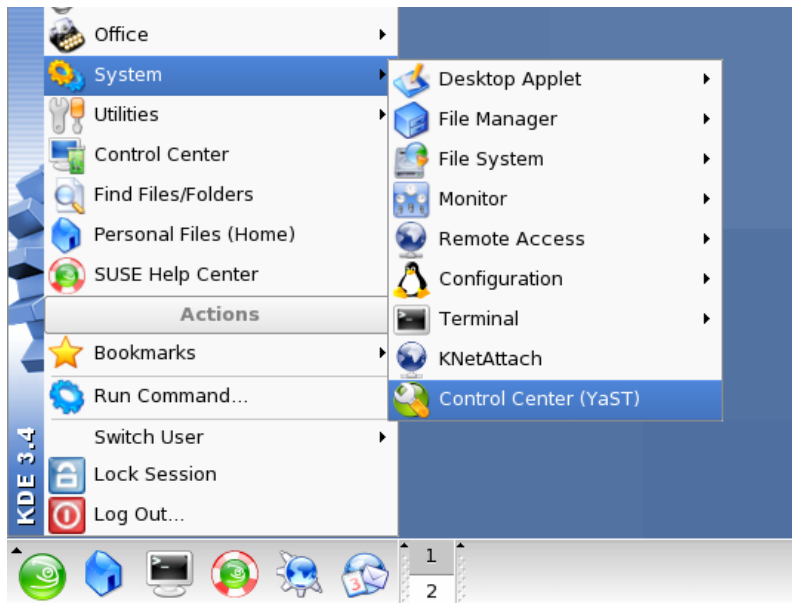 Office
System
Utilities
Control Center
Find Files/Folders
Personal Files (Home)
SUSE Help Center
Actions
Bookmarks
Run Command...
Switch User
Lock Session
Log Out...
KDE 3.4
Desktop Applet
File Manager
File System
Monitor
Remote Access
Configuration
Terminal
KNetAttach
Control Center (YaST)
3
1
2